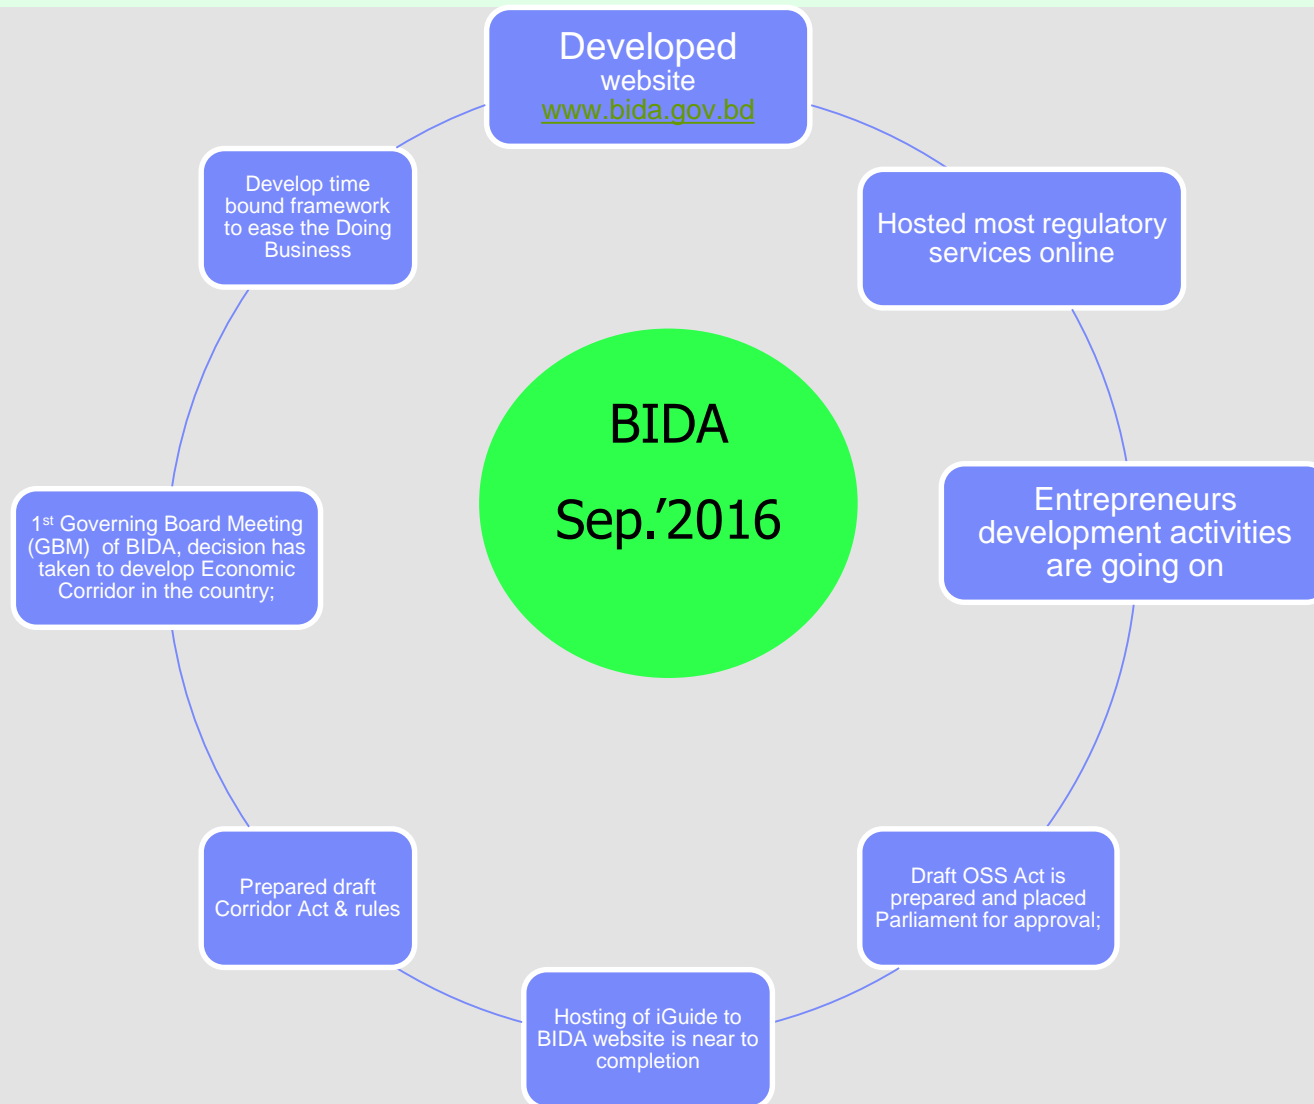 Developed
website
www.bida.gov.bd
Hosted most regulatory
services online
Entrepreneurs
development activities
are going on
Draft OSS Act is
prepared and placed
Parliament for approval;
Hosting of iGuide to
BIDA website is near to
completion
Prepared draft
Corridor Act & rules
1st Governing Board Meeting
(GBM)  of BIDA, decision has
taken to develop Economic
Corridor in the country;
Develop time
bound framework
to ease the Doing
Business
BIDA
Sep.’2016